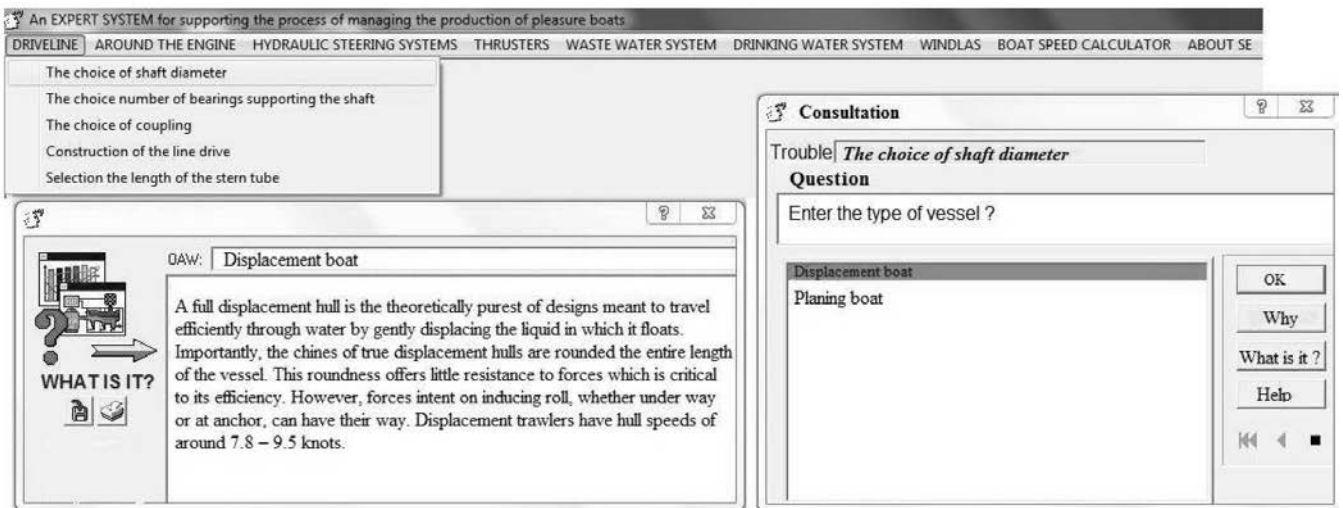 An EXPERT SYSTEM for supporting the process of managing the production of pleasure boats
DRIVELINE AROUND THE ENGINE HYDRAULIC STEERING SYSTEMS THRUSTERS WASTE WATER SYSTEM DRINKING WATER SYSTEM WINDLAS BOAT SPEED CALCULATOR ABOUT SE
The choice of shaft diameter
The choice number of bearings supporting the shaft
The choice of coupling
Construction of the line drive
Selection the length of the stern tube
OAW: Displacement boat
A full displacement hull is the theoretically purest of designs meant to travel
efficiently through water by gently displacing the liquid in which it floats.
Importantly, the chines of true displacement hulls are rounded the entire length
of the vessel. This roundness offers little resistance to forces which is critical
to its efficiency. However, forces intent on inducing roll, whether under way
or at anchor, can have their way. Displacement trawlers have hull speeds of
around 7.8 – 9.5 knots.
WHAT IS IT?
Consultation
Trouble The choice of shaft diameter
Question
Enter the type of vessel ?
Displacement boat
Planing boat
OK
Why
What is it ?
Help